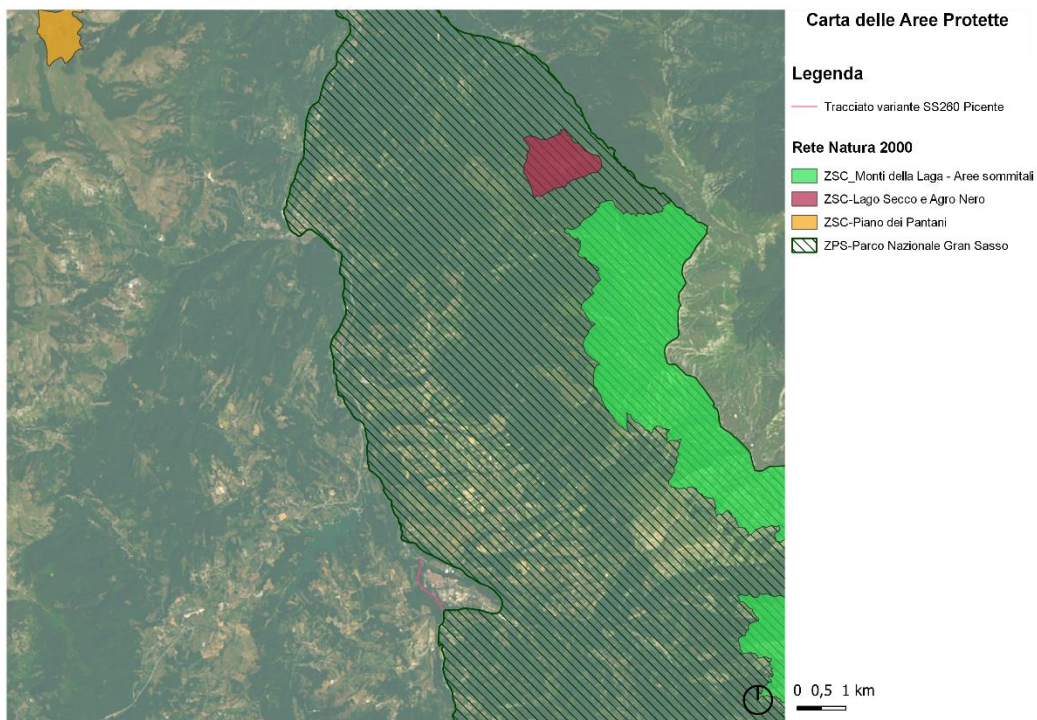 Carta delle Aree Protette
Legenda
Tracciato variante SS260 Picente
Rete Natura 2000
ZSC_Monti della Laga - Aree sommitali
ZSC-Lago Secco e Agro Nero
ZSC-Piano dei Pantani
ZPS-Parco Nazionale Gran Sasso
0 0,5 1 km